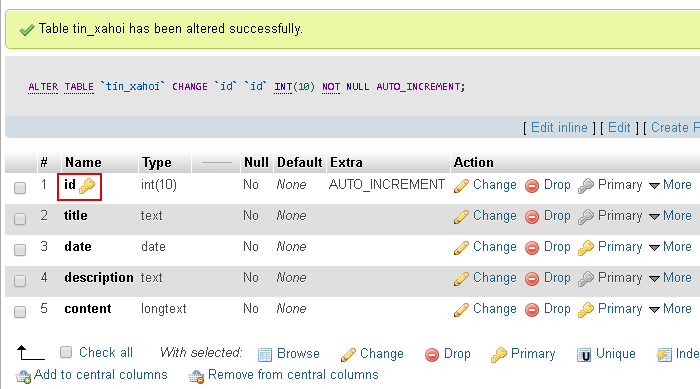 Table tin_xahoi has been altered successfully.
ALTER TABLE `tin_xahoi` CHANGE `id` `id` INT(10) NOT NULL AUTO_INCREMENT;
[ Edit inline ] [ Edit ] [ Create
# Name Type Null Default Extra Action
1 id int(10) No None AUTO_INCREMENT Change Drop Primary More
2 title text No None Change Drop Primary More
3 date date No None Change Drop Primary More
4 description text No None Change Drop Primary More
5 content longtext No None Change Drop Primary More
Check all With selected: Browse Change Drop Primary Unique Inde
Add to central columns Remove from central columns